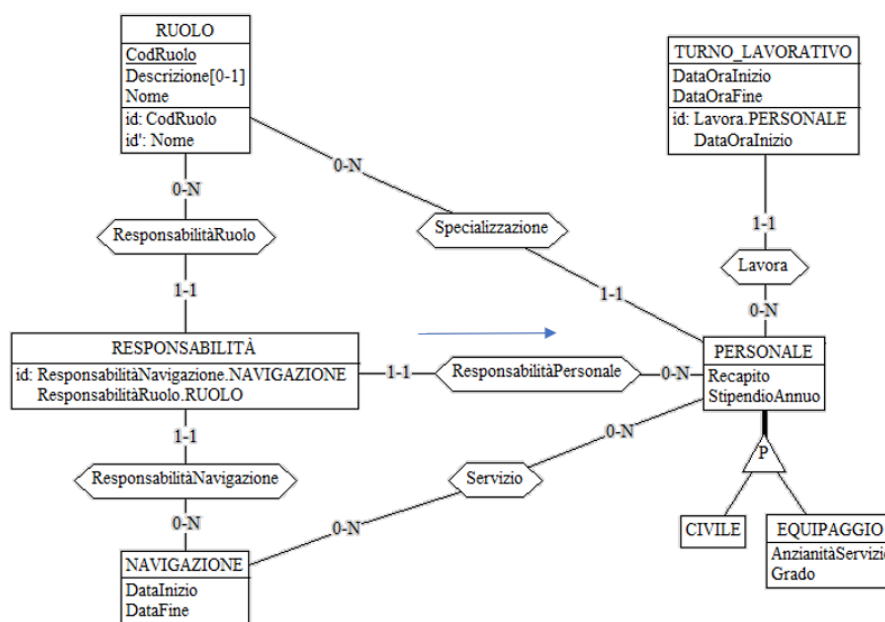 RUOLO
CodRuolo
Descrizione[0-1]
Nome
id: CodRuolo
id': Nome
TURNO_LAVORATIVO
DataOraInizio
DataOraFine
id: Lavora.PERSONALE
DataOraInizio
0-N
0-N
ResponsabilitàRuolo
Specializzazione
1-1
Lavora
1-1
1-1
0-N
RESPONSABILITÀ
id: ResponsabilitàNavigazione.NAVIGAZIONE
ResponsabilitàRuolo.RUOLO
1-1
ResponsabilitàPersonale
0-N
PERSONALE
Recapito
StipendioAnnuo
1-1
0-N
P
ResponsabilitàNavigazione
Servizio
0-N
0-N
CIVILE
EQUIPAGGIO
AnzianitàServizio
Grado
NAVIGAZIONE
DataInizio
DataFine